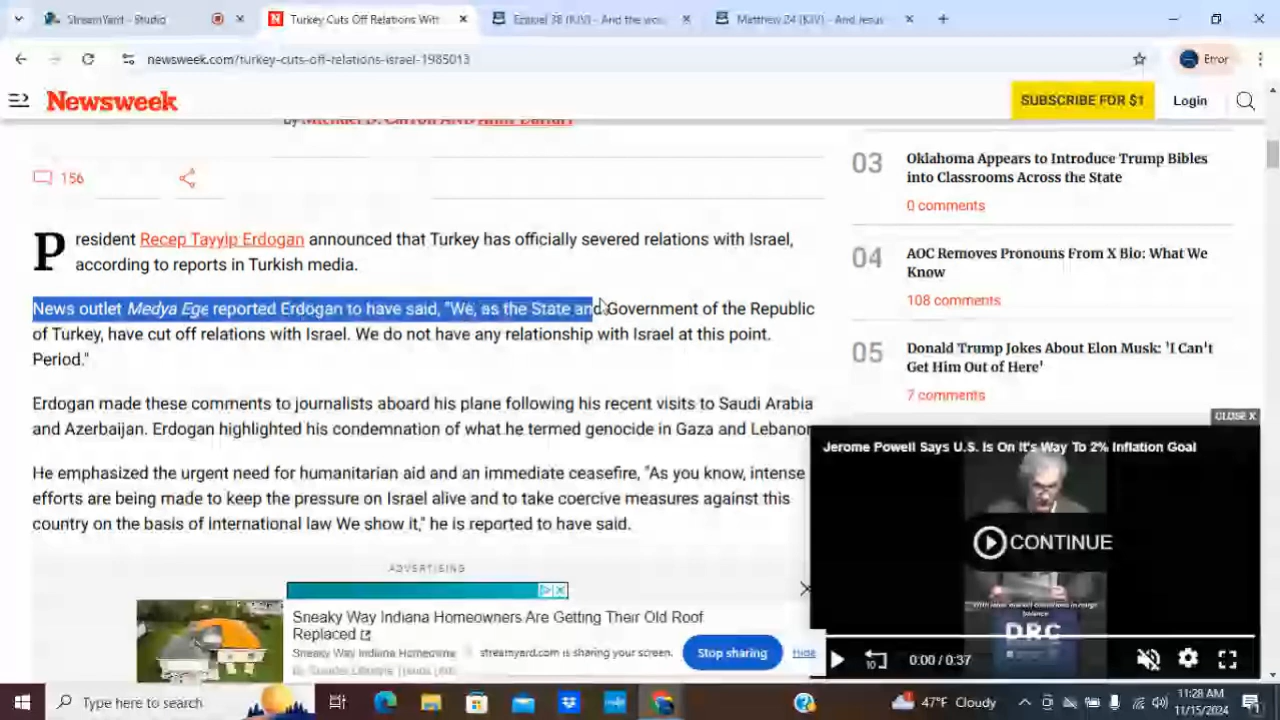 StreamYard - Studio
Turkey Cuts Off Relations With
Ezekiel 38 (KJV) - And the wor
Matthew 24 (KJV) - And Jesus
newsweek.com/turkey-cuts-off-relations-israel-1985013
Error
Newsweek
SUBSCRIBE FOR $1
Login
156
President Recep Tayyip Erdogan announced that Turkey has officially severed relations with Israel,
according to reports in Turkish media.
News outlet Medya Ege reported Erdogan to have said, "We, as the State and Government of the Republic
of Turkey, have cut off relations with Israel. We do not have any relationship with Israel at this point.
Period."
Erdogan made these comments to journalists aboard his plane following his recent visits to Saudi Arabia
and Azerbaijan. Erdogan highlighted his condemnation of what he termed genocide in Gaza and Lebanon
He emphasized the urgent need for humanitarian aid and an immediate ceasefire, "As you know, intense
efforts are being made to keep the pressure on Israel alive and to take coercive measures against this
country on the basis of international law We show it," he is reported to have said.
ADVERTISING
Sneaky Way Indiana Homeowners Are Getting Their Old Roof
Replaced
Sneaky Way Indiana Homeowne
streamyard.com is sharing your screen.
Stop sharing
Hide
03
Oklahoma Appears to Introduce Trump Bibles
into Classrooms Across the State
0 comments
04
AOC Removes Pronouns From X Bio: What We
Know
108 comments
05
Donald Trump Jokes About Elon Musk: 'I Can't
Get Him Out of Here'
7 comments
CLOSE X
Jerome Powell Says U.S. Is On It's Way To 2% Inflation Goal
CONTINUE
DRC
10
0:00 / 0:37
Type here to search
47°F Cloudy
11:28 AM
11/15/2024